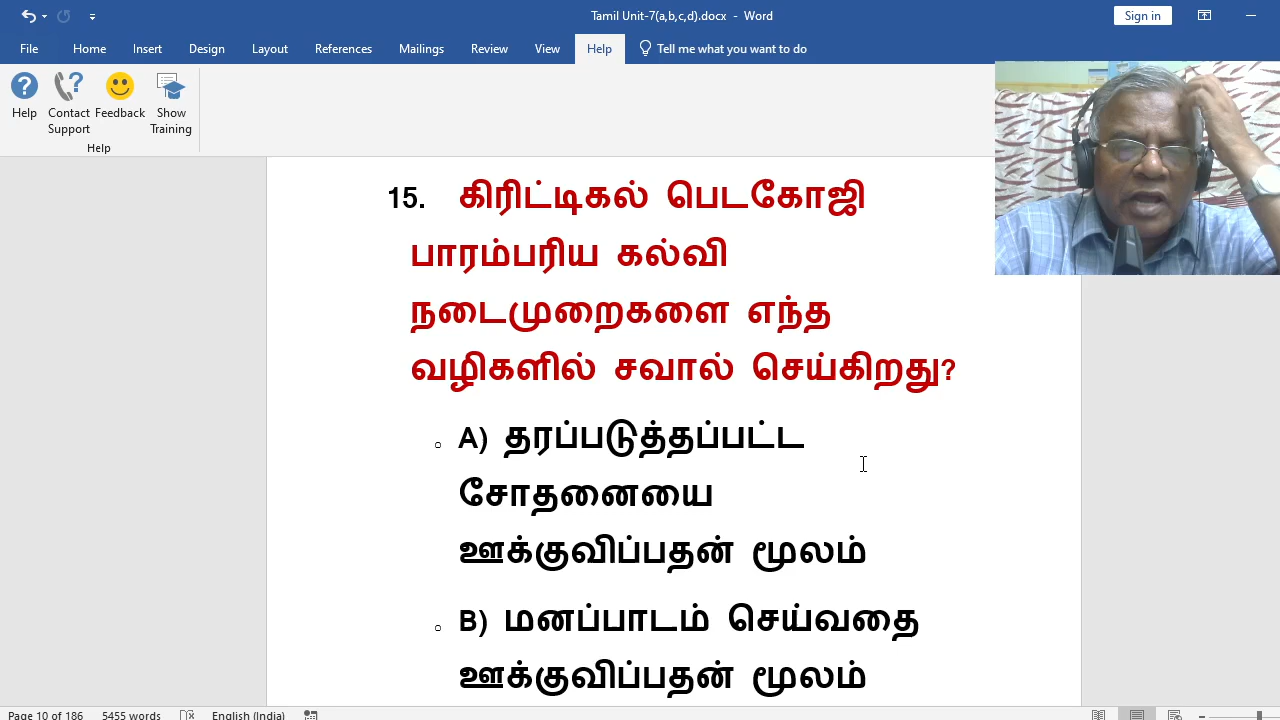 Tamil Unit-7(a,b,c,d).docx - Word
Sign in
File Home Insert Design Layout References Mailings Review View Help Tell me what you want to do
Help Contact Support Feedback Show Training
Help
15. கிரிட்டிகல் பெடகோஜி
பாரம்பரிய கல்வி
நடைமுறைகளை எந்த
வழிகளில் சவால் செய்கிறது?
A) தரப்படுத்தப்பட்ட
சோதனையை
ஊக்குவிப்பதன் மூலம்
B) மனப்பாடம் செய்வதை
ஊக்குவிப்பதன் மூலம்
Page 10 of 186 5455 words English (India)